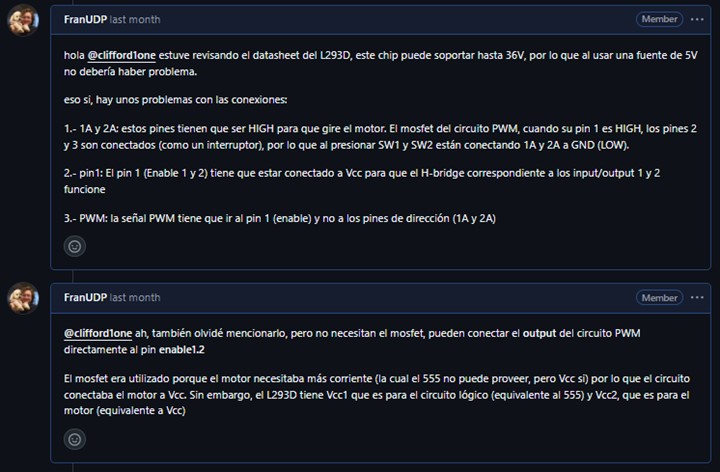 FranUDP last month
Member
hola @clifford1one estuve revisando el datasheet del L293D, este chip puede soportar hasta 36V, por lo que al usar una fuente de 5V
no debería haber problema.
eso si, hay unos problemas con las conexiones:
1.- 1A y 2A: estos pines tienen que ser HIGH para que gire el motor. El mosfet del circuito PWM, cuando su pin 1 es HIGH, los pines 2
y 3 son conectados (como un interruptor), por lo que al presionar SW1 y SW2 están conectando 1A y 2A a GND (LOW).
2.- pin1: El pin 1 (Enable 1 y 2) tiene que estar conectado a Vcc para que el H-bridge correspondiente a los input/output 1 y 2
funcione
3.- PWM: la señal PWM tiene que ir al pin 1 (enable) y no a los pines de dirección (1A y 2A)
FranUDP last month
Member
@clifford1one ah, también olvidé mencionarlo, pero no necesitan el mosfet, pueden conectar el output del circuito PWM
directamente al pin enable1.2
El mosfet era utilizado porque el motor necesitaba más corriente (la cual el 555 no puede proveer, pero Vcc si) por lo que el circuito
conectaba el motor a Vcc. Sin embargo, el L293D tiene Vcc1 que es para el circuito lógico (equivalente al 555) y Vcc2, que es para el
motor (equivalente a Vcc)